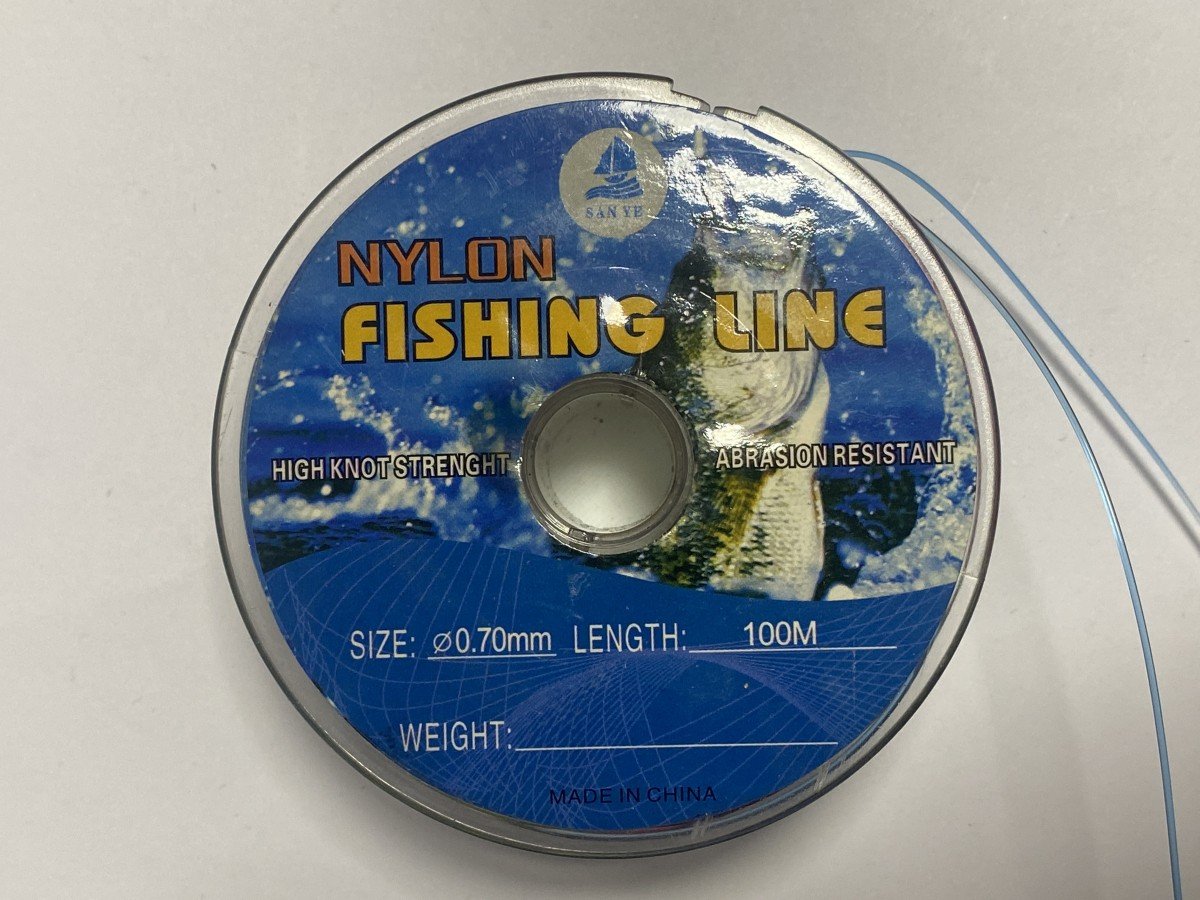 SAN YE
NYLON
FISHING LINE
HIGH KNOT STRENGHT
ABRASION RESISTANT
SIZE: ⌀0.70mm LENGTH: 100M
WEIGHT:
MADE IN CHINA